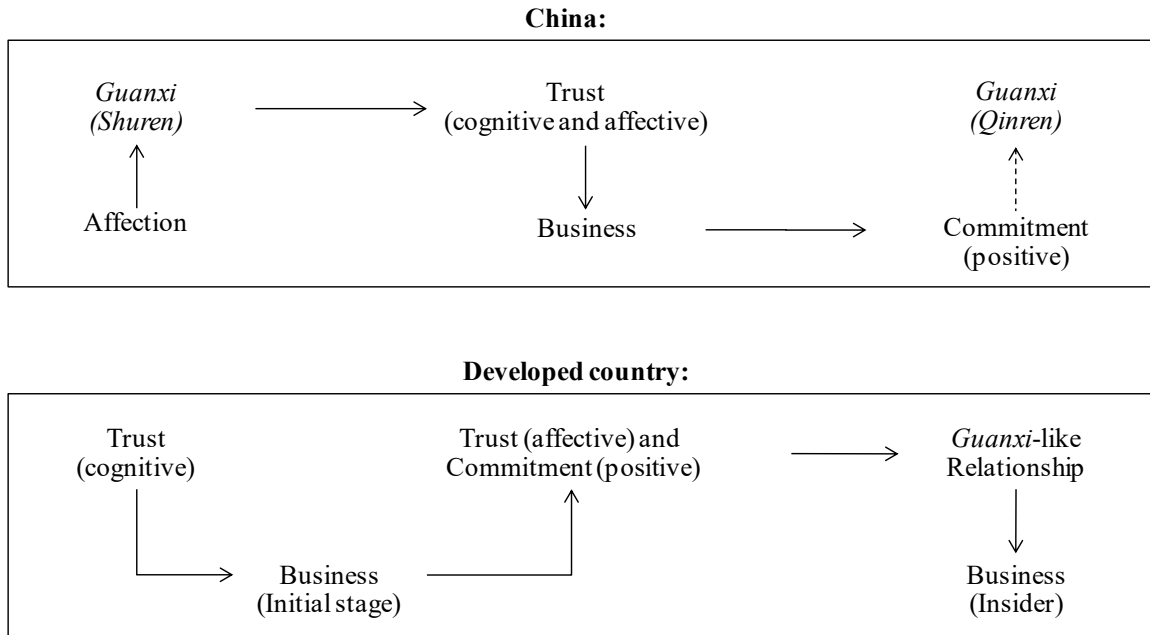 China:
Guanxi
(Shuren)
Trust
(cognitive and affective)
Guanxi
(Qinren)
Affection
Business
Commitment
(positive)
Developed country:
Trust
(cognitive)
Trust (affective) and
Commitment (positive)
Guanxi-like
Relationship
Business
(Initial stage)
Business
(Insider)